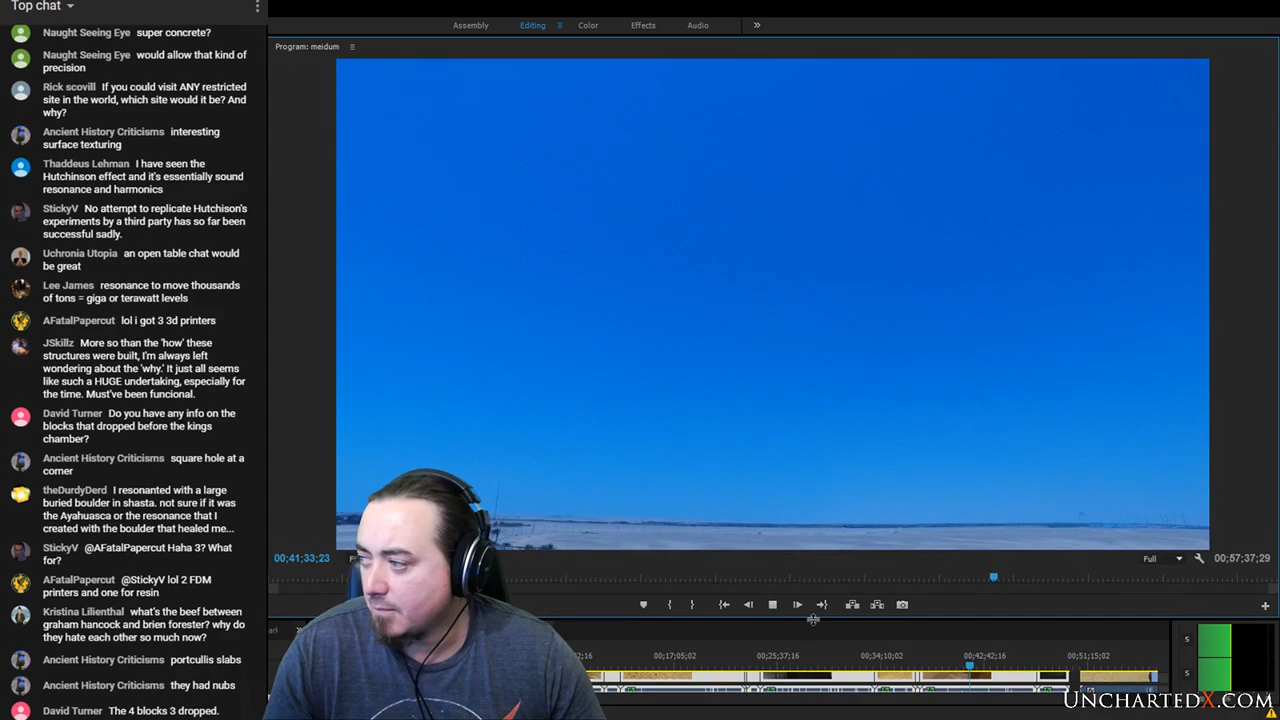 Top chat
Naught Seeing Eye super concrete?
Naught Seeing Eye would allow that kind of
precision
Rick scovill If you could visit ANY restricted
site in the world, which site would it be? And
why?
Ancient History Criticisms interesting
surface texturing
Thaddeus Lehman I have seen the
Hutchinson effect and it's essentially sound
resonance and harmonics
StickyV No attempt to replicate Hutchison's
experiments by a third party has so far been
successful sadly.
Uchronia Utopia an open table chat would
be great
Lee James resonance to move thousands
of tons = giga or terawatt levels
AFatalPapercut lol i got 3 3d printers
JSkillz More so than the 'how' these
structures were built, I'm always left
wondering about the 'why.' It just all seems
like such a HUGE undertaking, especially for
the time. Must've been funcional.
David Turner Do you have any info on the
blocks that dropped before the kings
chamber?
Ancient History Criticisms square hole at a
corner
theDurdyDerd I resonanted with a large
buried boulder in shasta. not sure if it was
the Ayahuasca or the resonance that I
created with the boulder that healed me...
StickyV @AFatalPapercut Haha 3? What
for?
AFatalPapercut @StickyV lol 2 FDM
printers and one for resin
Kristina Lilienthal what's the beef between
graham hancock and brien forester? why do
they hate each other so much now?
Ancient History Criticisms portcullis slabs
Ancient History Criticisms they had nubs
David Turner The 4 blocks 3 dropped.
Assembly Editing Color Effects Audio
Program: meidum
00;41;33;23 Full 00;57;37;29
00;17;05;02 00;25;37;16 00;34;10;02 00;42;42;16 00;51;15;02
S
S
UNCHARTEDX.COM